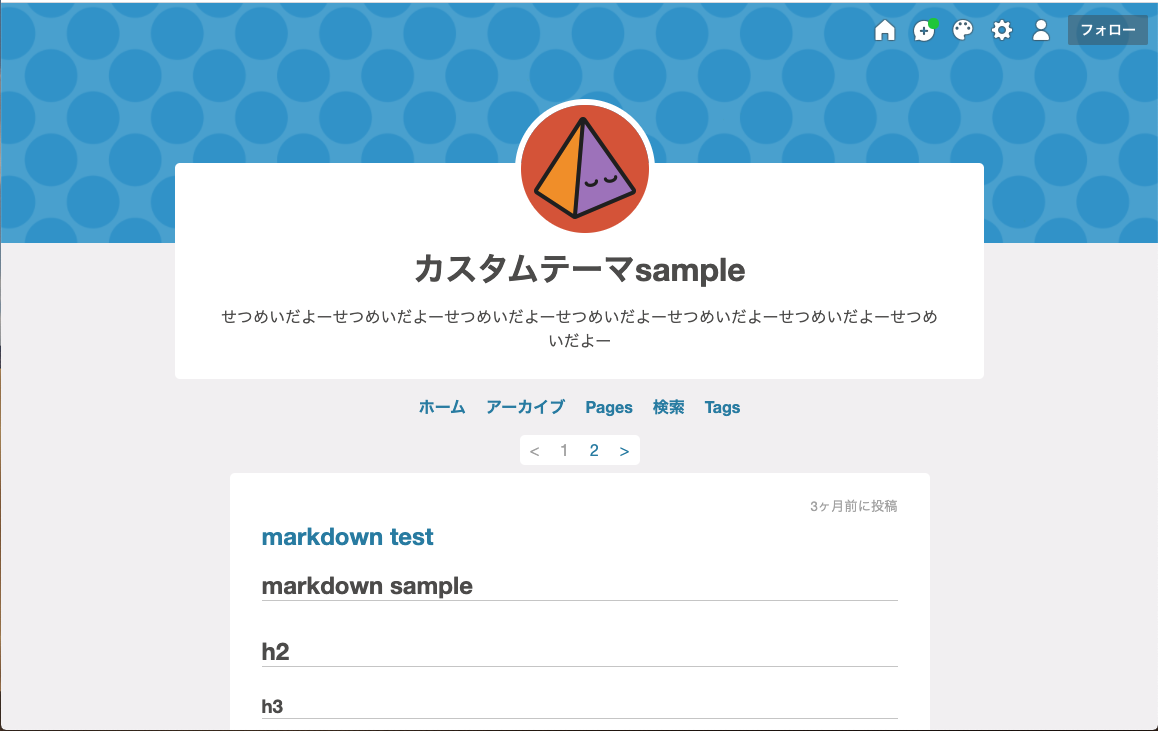 フォロー
カスタムテーマsample
せつめいだよーせつめいだよーせつめいだよーせつめいだよーせつめいだよーせつめいだよーせつめ
いだよー
ホーム アーカイブ Pages 検索 Tags
< 1 2 >
3ヶ月前に投稿
markdown test
markdown sample
h2
h3